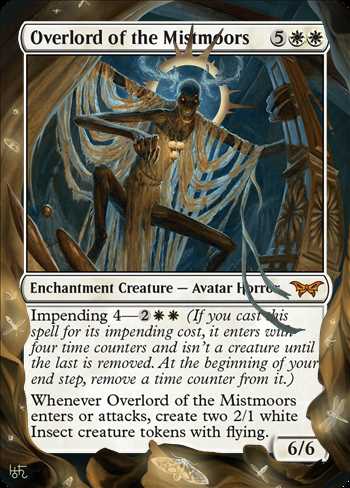 Overlord of the Mistmoors 5
Enchantment Creature — Avatar Horror
Impending 4—2 (If you cast this
spell for its impending cost, it enters with
four time counters and isn't a creature until
the last is removed. At the beginning of your
end step, remove a time counter from it.)
Whenever Overlord of the Mistmoors
enters or attacks, create two 2/1 white
Insect creature tokens with flying.
6/6